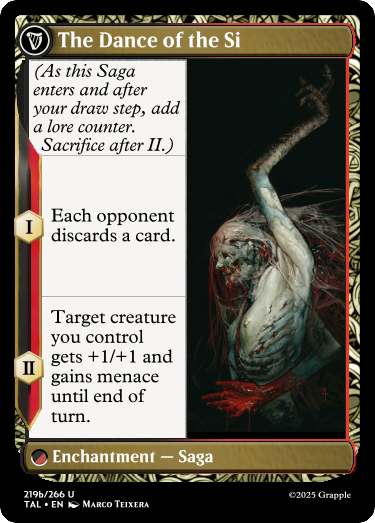 The Dance of the Si
(As this Saga
enters and after
your draw step, add
a lore counter.
Sacrifice after II.)
I
Each opponent
discards a card.
II
Target creature
you control
gets +1/+1 and
gains menace
until end of
turn.
Enchantment — Saga
219b/266 U
TAL • EN Marco Teixera
©2025 Grapple